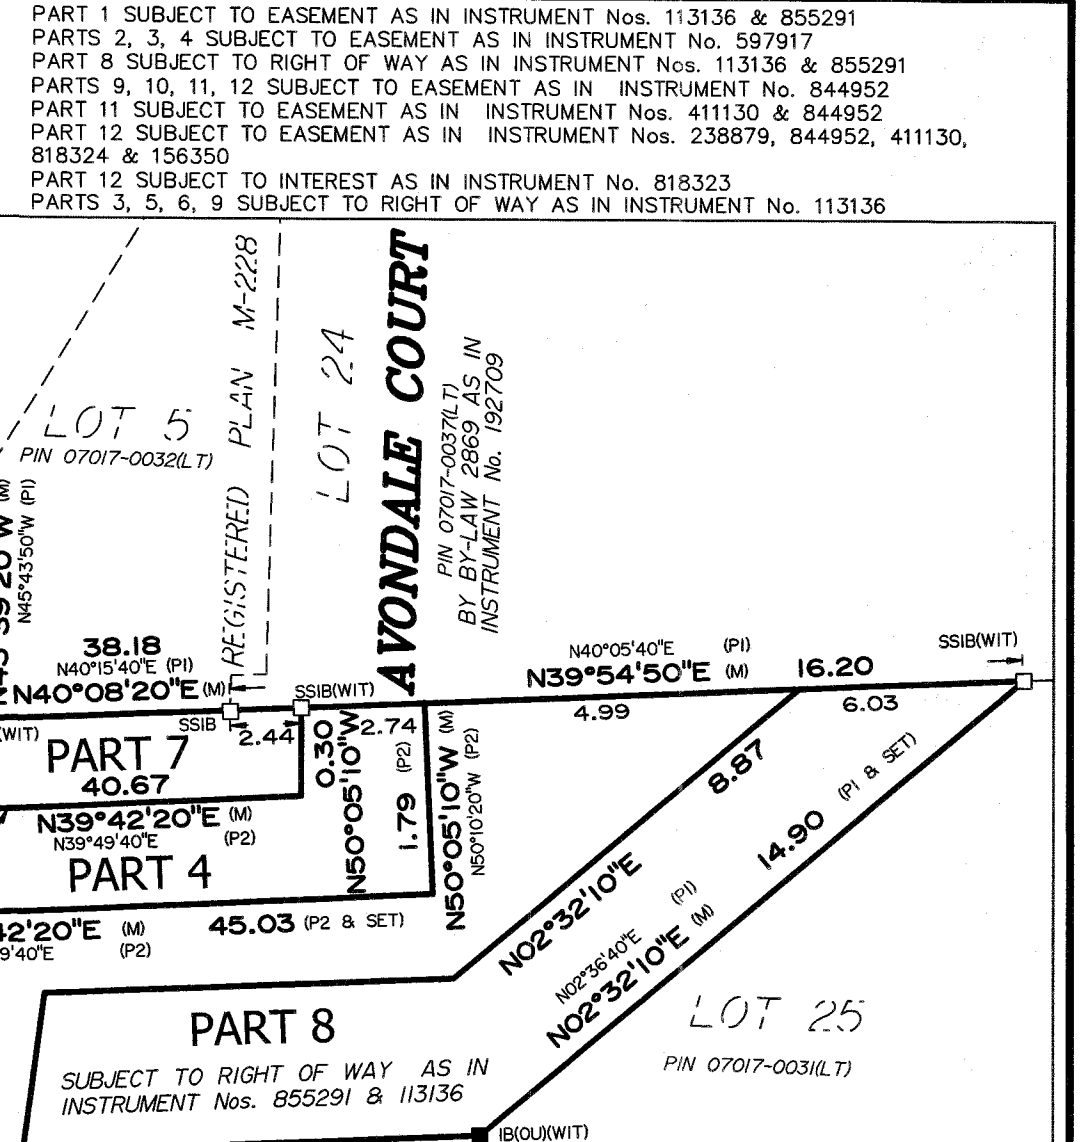 PART 1 SUBJECT TO EASEMENT AS IN INSTRUMENT Nos. 113136 & 855291
PARTS 2, 3, 4 SUBJECT TO EASEMENT AS IN INSTRUMENT No. 597917
PART 8 SUBJECT TO RIGHT OF WAY AS IN INSTRUMENT Nos. 113136 & 855291
PARTS 9, 10, 11, 12 SUBJECT TO EASEMENT AS IN INSTRUMENT No. 844952
PART 11 SUBJECT TO EASEMENT AS IN INSTRUMENT Nos. 411130 & 844952
PART 12 SUBJECT TO EASEMENT AS IN INSTRUMENT Nos. 238879, 844952, 411130,
818324 & 156350
PART 12 SUBJECT TO INTEREST AS IN INSTRUMENT No. 818323
PARTS 3, 5, 6, 9 SUBJECT TO RIGHT OF WAY AS IN INSTRUMENT No. 113136
LOT 5
PIN 07017-0032(LT)
REGISTERED PLAN M-228
LOT 24
AVONDALE COURT
PIN 07017-0037(LT)
BY BY-LAW 2869 AS IN
INSTRUMENT No. 192709
N45°43'50"W (P1)
38.18
N40°15'40"E (P1)
N40°08'20"E (M)
SSIB(WIT)
N40°05'40"E (P1)
N39°54'50"E (M)
16.20
SSIB(WIT)
(WIT)
SSIB
2.44
2.74
4.99
6.03
PART 7
40.67
N39°42'20"E (M)
N39°49'40"E (P2)
0.30
N50°05'10"W
1.79 (P2)
N50°05'10"W (M)
N50°10'20"W (P2)
8.87
14.90 (P1 & SET)
PART 4
42'20"E (M)
9'40"E (P2)
45.03 (P2 & SET)
N02°32'10"E
N02°36'40"E (P1)
N02°32'10"E (M)
PART 8
SUBJECT TO RIGHT OF WAY AS IN
INSTRUMENT Nos. 855291 & 113136
LOT 25
PIN 07017-0031(LT)
IB(OU)(WIT)